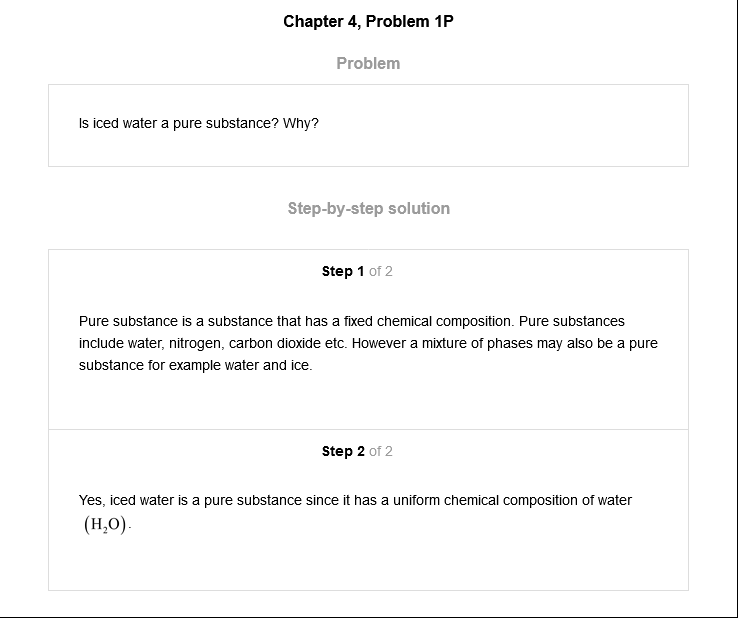 Chapter 4, Problem 1P
Problem
Is iced water a pure substance? Why?
Step-by-step solution
Step 1 of 2
Pure substance is a substance that has a fixed chemical composition. Pure substances
include water, nitrogen, carbon dioxide etc. However a mixture of phases may also be a pure
substance for example water and ice.
Step 2 of 2
Yes, iced water is a pure substance since it has a uniform chemical composition of water
(H₂O).